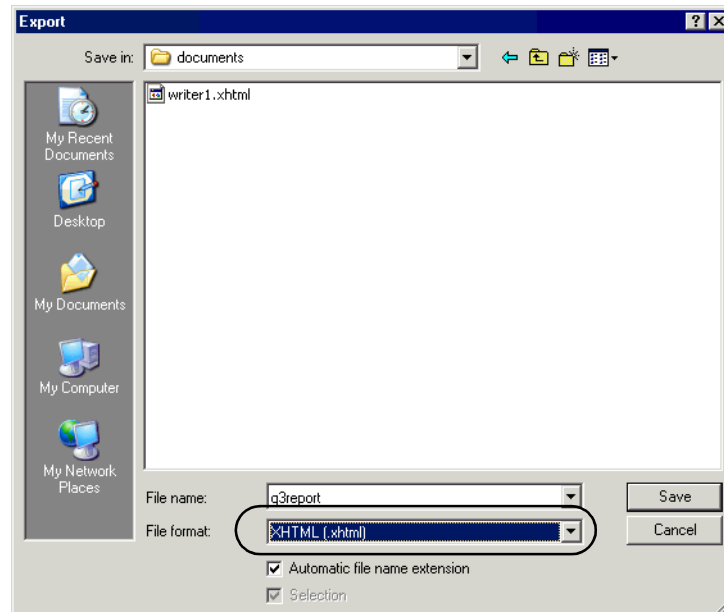 Export
Save in:
documents
writer1.xhtml
My Recent
Documents
Desktop
My Documents
My Computer
My Network
Places
File name:
q3report
Save
File format:
XHTML (.xhtml)
Cancel
Automatic file name extension
Selection